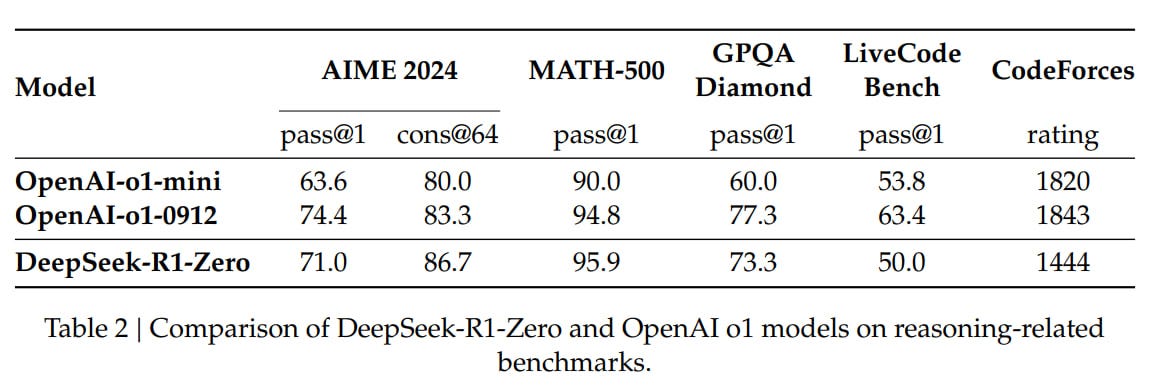 Model AIME 2024 MATH-500 GPQA Diamond LiveCode Bench CodeForces
pass@1 cons@64 pass@1 pass@1 pass@1 rating
OpenAI-o1-mini 63.6 80.0 90.0 60.0 53.8 1820
OpenAI-o1-0912 74.4 83.3 94.8 77.3 63.4 1843
DeepSeek-R1-Zero 71.0 86.7 95.9 73.3 50.0 1444
Table 2 | Comparison of DeepSeek-R1-Zero and OpenAI o1 models on reasoning-related
benchmarks.